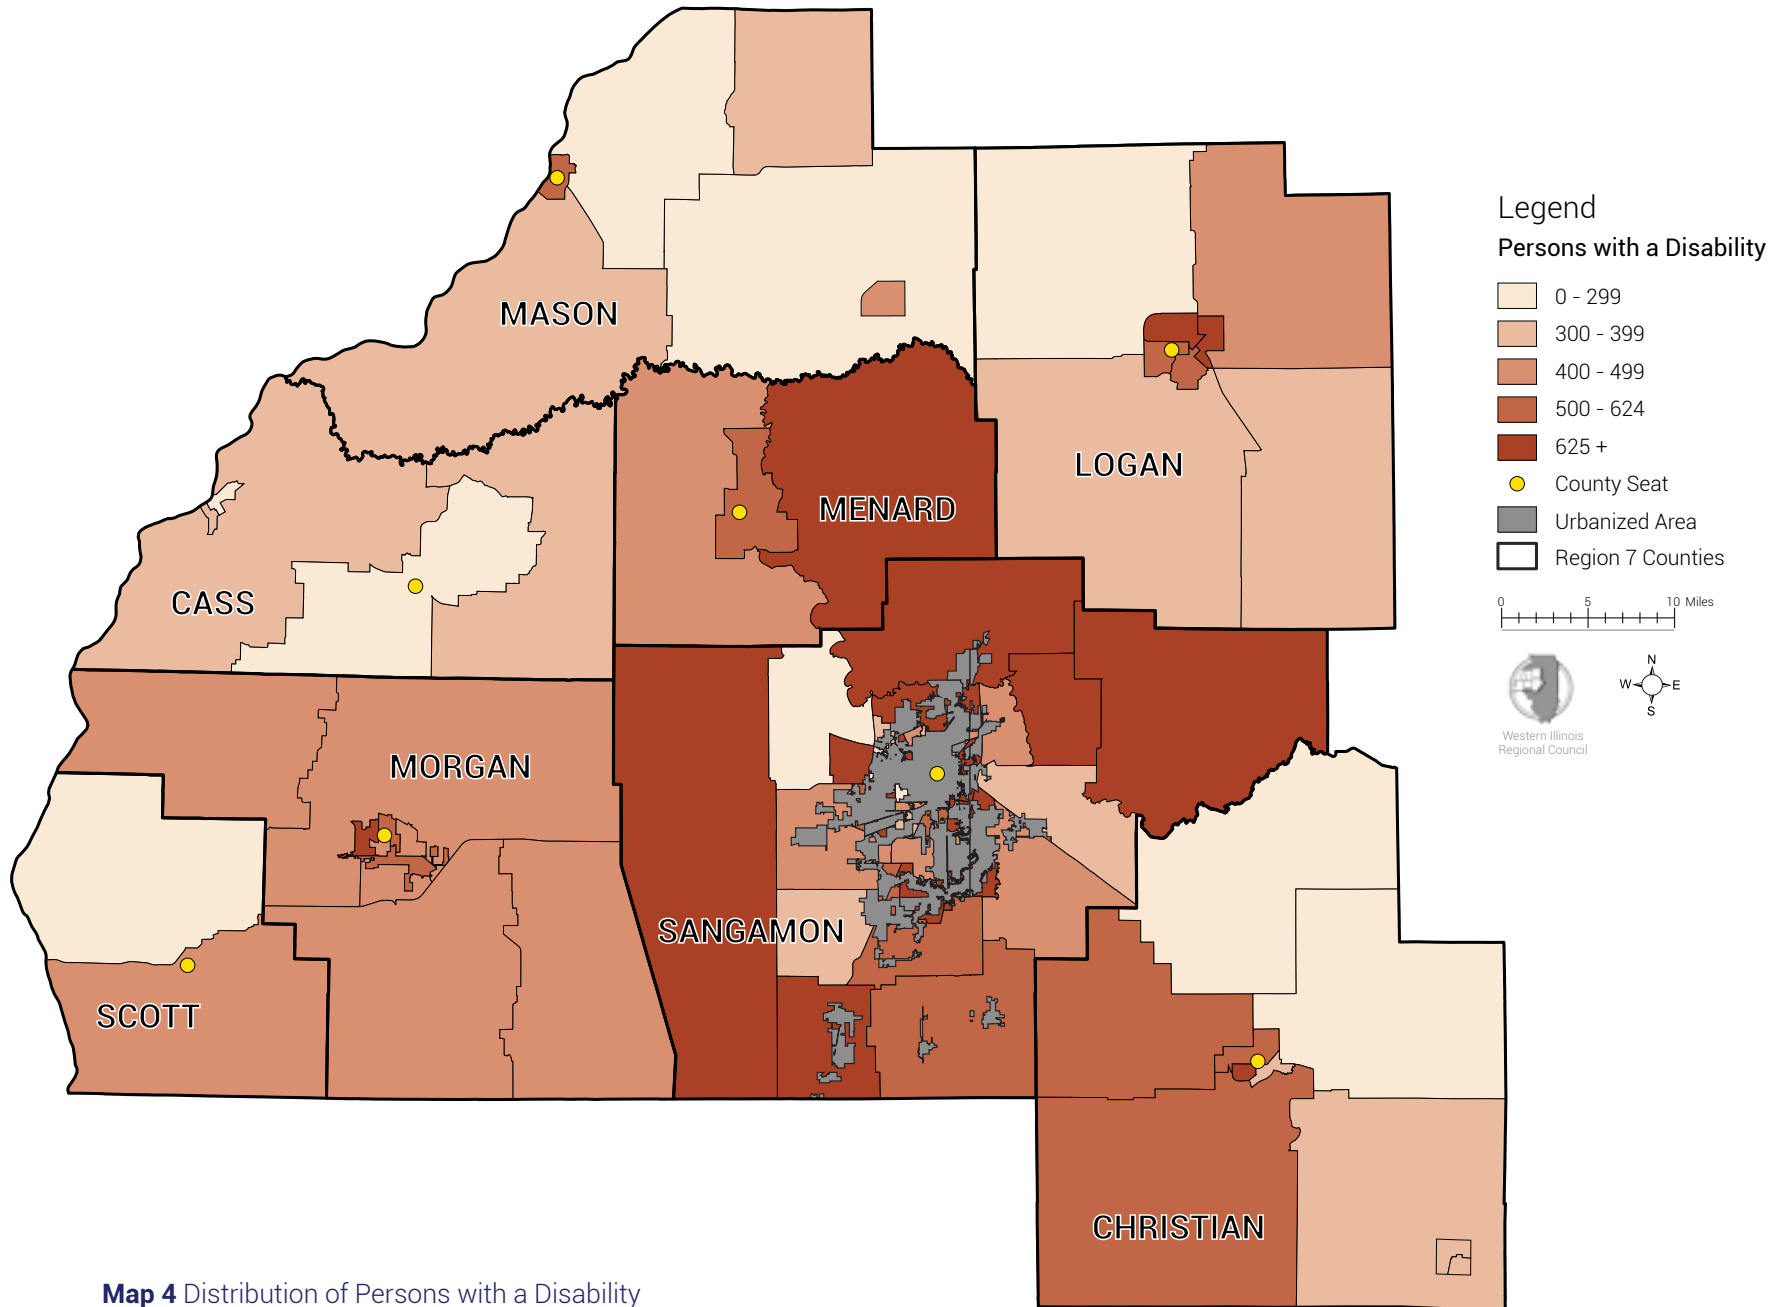 Legend
Persons with a Disability
0 - 299
300 - 399
400 - 499
500 - 624
625 +
County Seat
Urbanized Area
Region 7 Counties
0 5 10 Miles
Western Illinois
Regional Council
N
W E
S
MASON
LOGAN
MENARD
CASS
MORGAN
SANGAMON
SCOTT
CHRISTIAN
Map 4 Distribution of Persons with a Disability